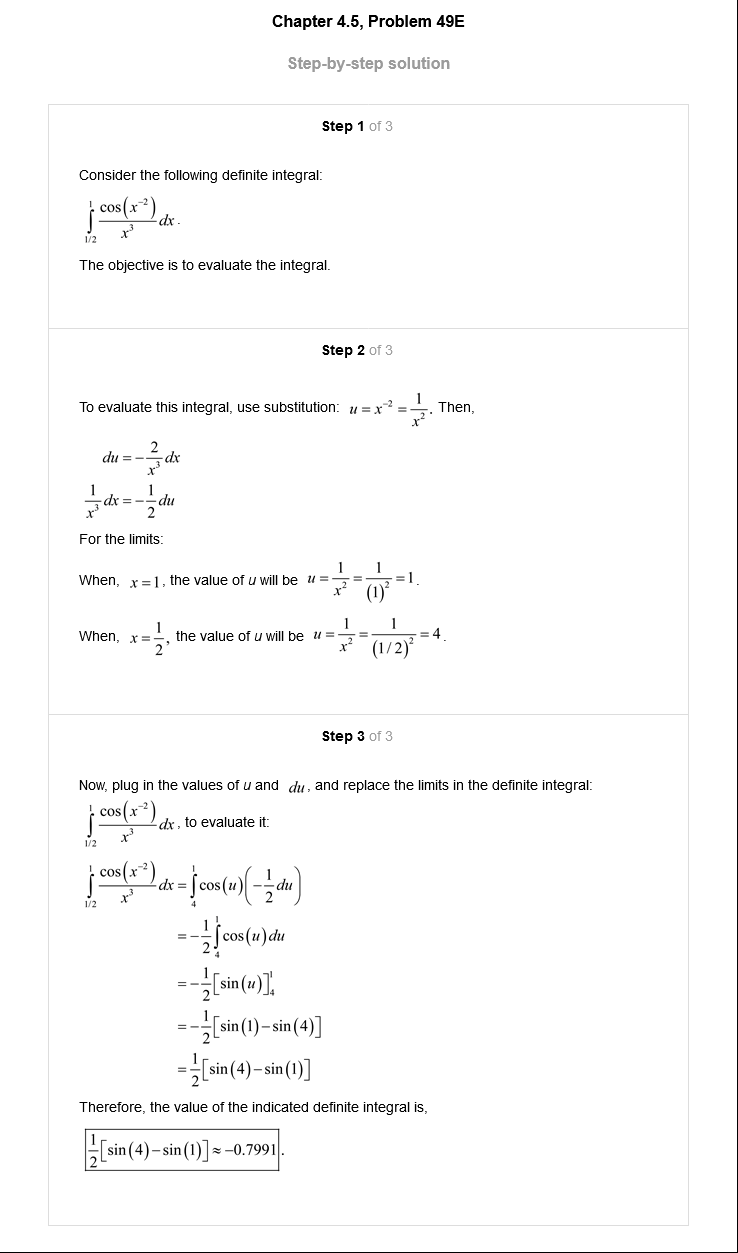 Chapter 4.5, Problem 49E
Step-by-step solution
Step 1 of 3
Consider the following definite integral:
$\int_{1/2}^{1} \frac{\cos(x^{-2})}{x^3} dx$.
The objective is to evaluate the integral.
Step 2 of 3
To evaluate this integral, use substitution: $u = x^{-2} = \frac{1}{x^2}$. Then,
$du = -\frac{2}{x^3} dx$
$\frac{1}{x^3} dx = -\frac{1}{2} du$
For the limits:
When, $x = 1$, the value of u will be $u = \frac{1}{x^2} = \frac{1}{(1)^2} = 1$.
When, $x = \frac{1}{2}$, the value of u will be $u = \frac{1}{x^2} = \frac{1}{(1/2)^2} = 4$.
Step 3 of 3
Now, plug in the values of u and $du$, and replace the limits in the definite integral:
$\int_{1/2}^{1} \frac{\cos(x^{-2})}{x^3} dx$, to evaluate it:
$\int_{1/2}^{1} \frac{\cos(x^{-2})}{x^3} dx = \int_{4}^{1} \cos(u) \left( -\frac{1}{2} du \right)$
$= -\frac{1}{2} \int_{4}^{1} \cos(u) du$
$= -\frac{1}{2} [\sin(u)]_{4}^{1}$
$= -\frac{1}{2} [\sin(1) - \sin(4)]$
$= \frac{1}{2} [\sin(4) - \sin(1)]$
Therefore, the value of the indicated definite integral is,
$\frac{1}{2} [\sin(4) - \sin(1)] \approx -0.7991$.